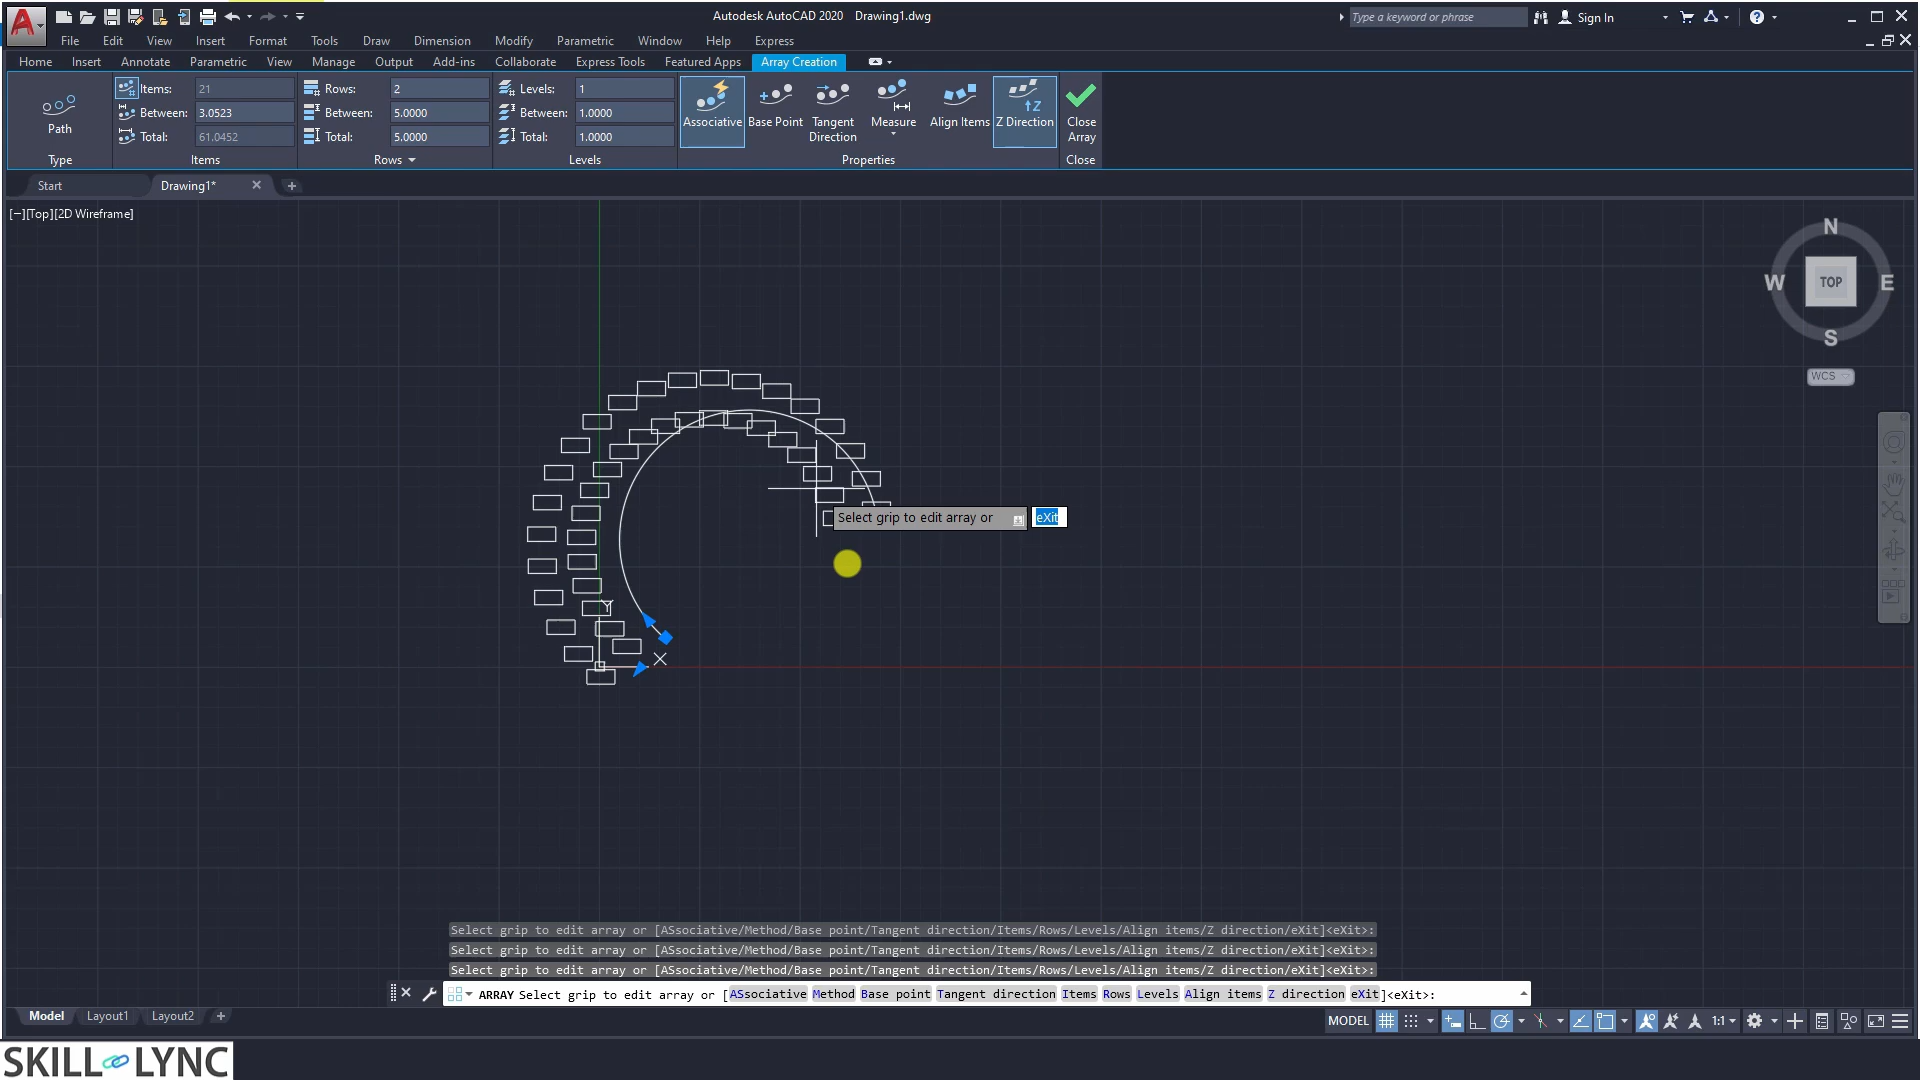 Autodesk AutoCAD 2020 Drawing1.dwg
Type a keyword or phrase
Sign In
File Edit View Insert Format Tools Draw Dimension Modify Parametric Window Help Express
Home Insert Annotate Parametric View Manage Output Add-ins Collaborate Express Tools Featured Apps Array Creation
Items: 21 Rows: 2 Levels: 1
Between: 3.0523 Between: 5.0000 Between: 1.0000
Total: 61.0452 Total: 5.0000 Total: 1.0000
Path
Associative Base Point Tangent Direction Measure Align Items Z Direction Close Array
Type Items Rows Levels Properties Close
Start Drawing1*
[−][Top][2D Wireframe]
N
W TOP E
S
WCS
Select grip to edit array or eXit
Y
X
Select grip to edit array or [ASsociative/Method/Base point/Tangent direction/Items/Rows/Levels/Align items/Z direction/eXit]<eXit>:
Select grip to edit array or [ASsociative/Method/Base point/Tangent direction/Items/Rows/Levels/Align items/Z direction/eXit]<eXit>:
Select grip to edit array or [ASsociative/Method/Base point/Tangent direction/Items/Rows/Levels/Align items/Z direction/eXit]<eXit>:
ARRAY Select grip to edit array or [ASsociative Method Base point Tangent direction Items Rows Levels Align items Z direction eXit]<eXit>:
Model Layout1 Layout2
MODEL 1:1
SKILL LYNC